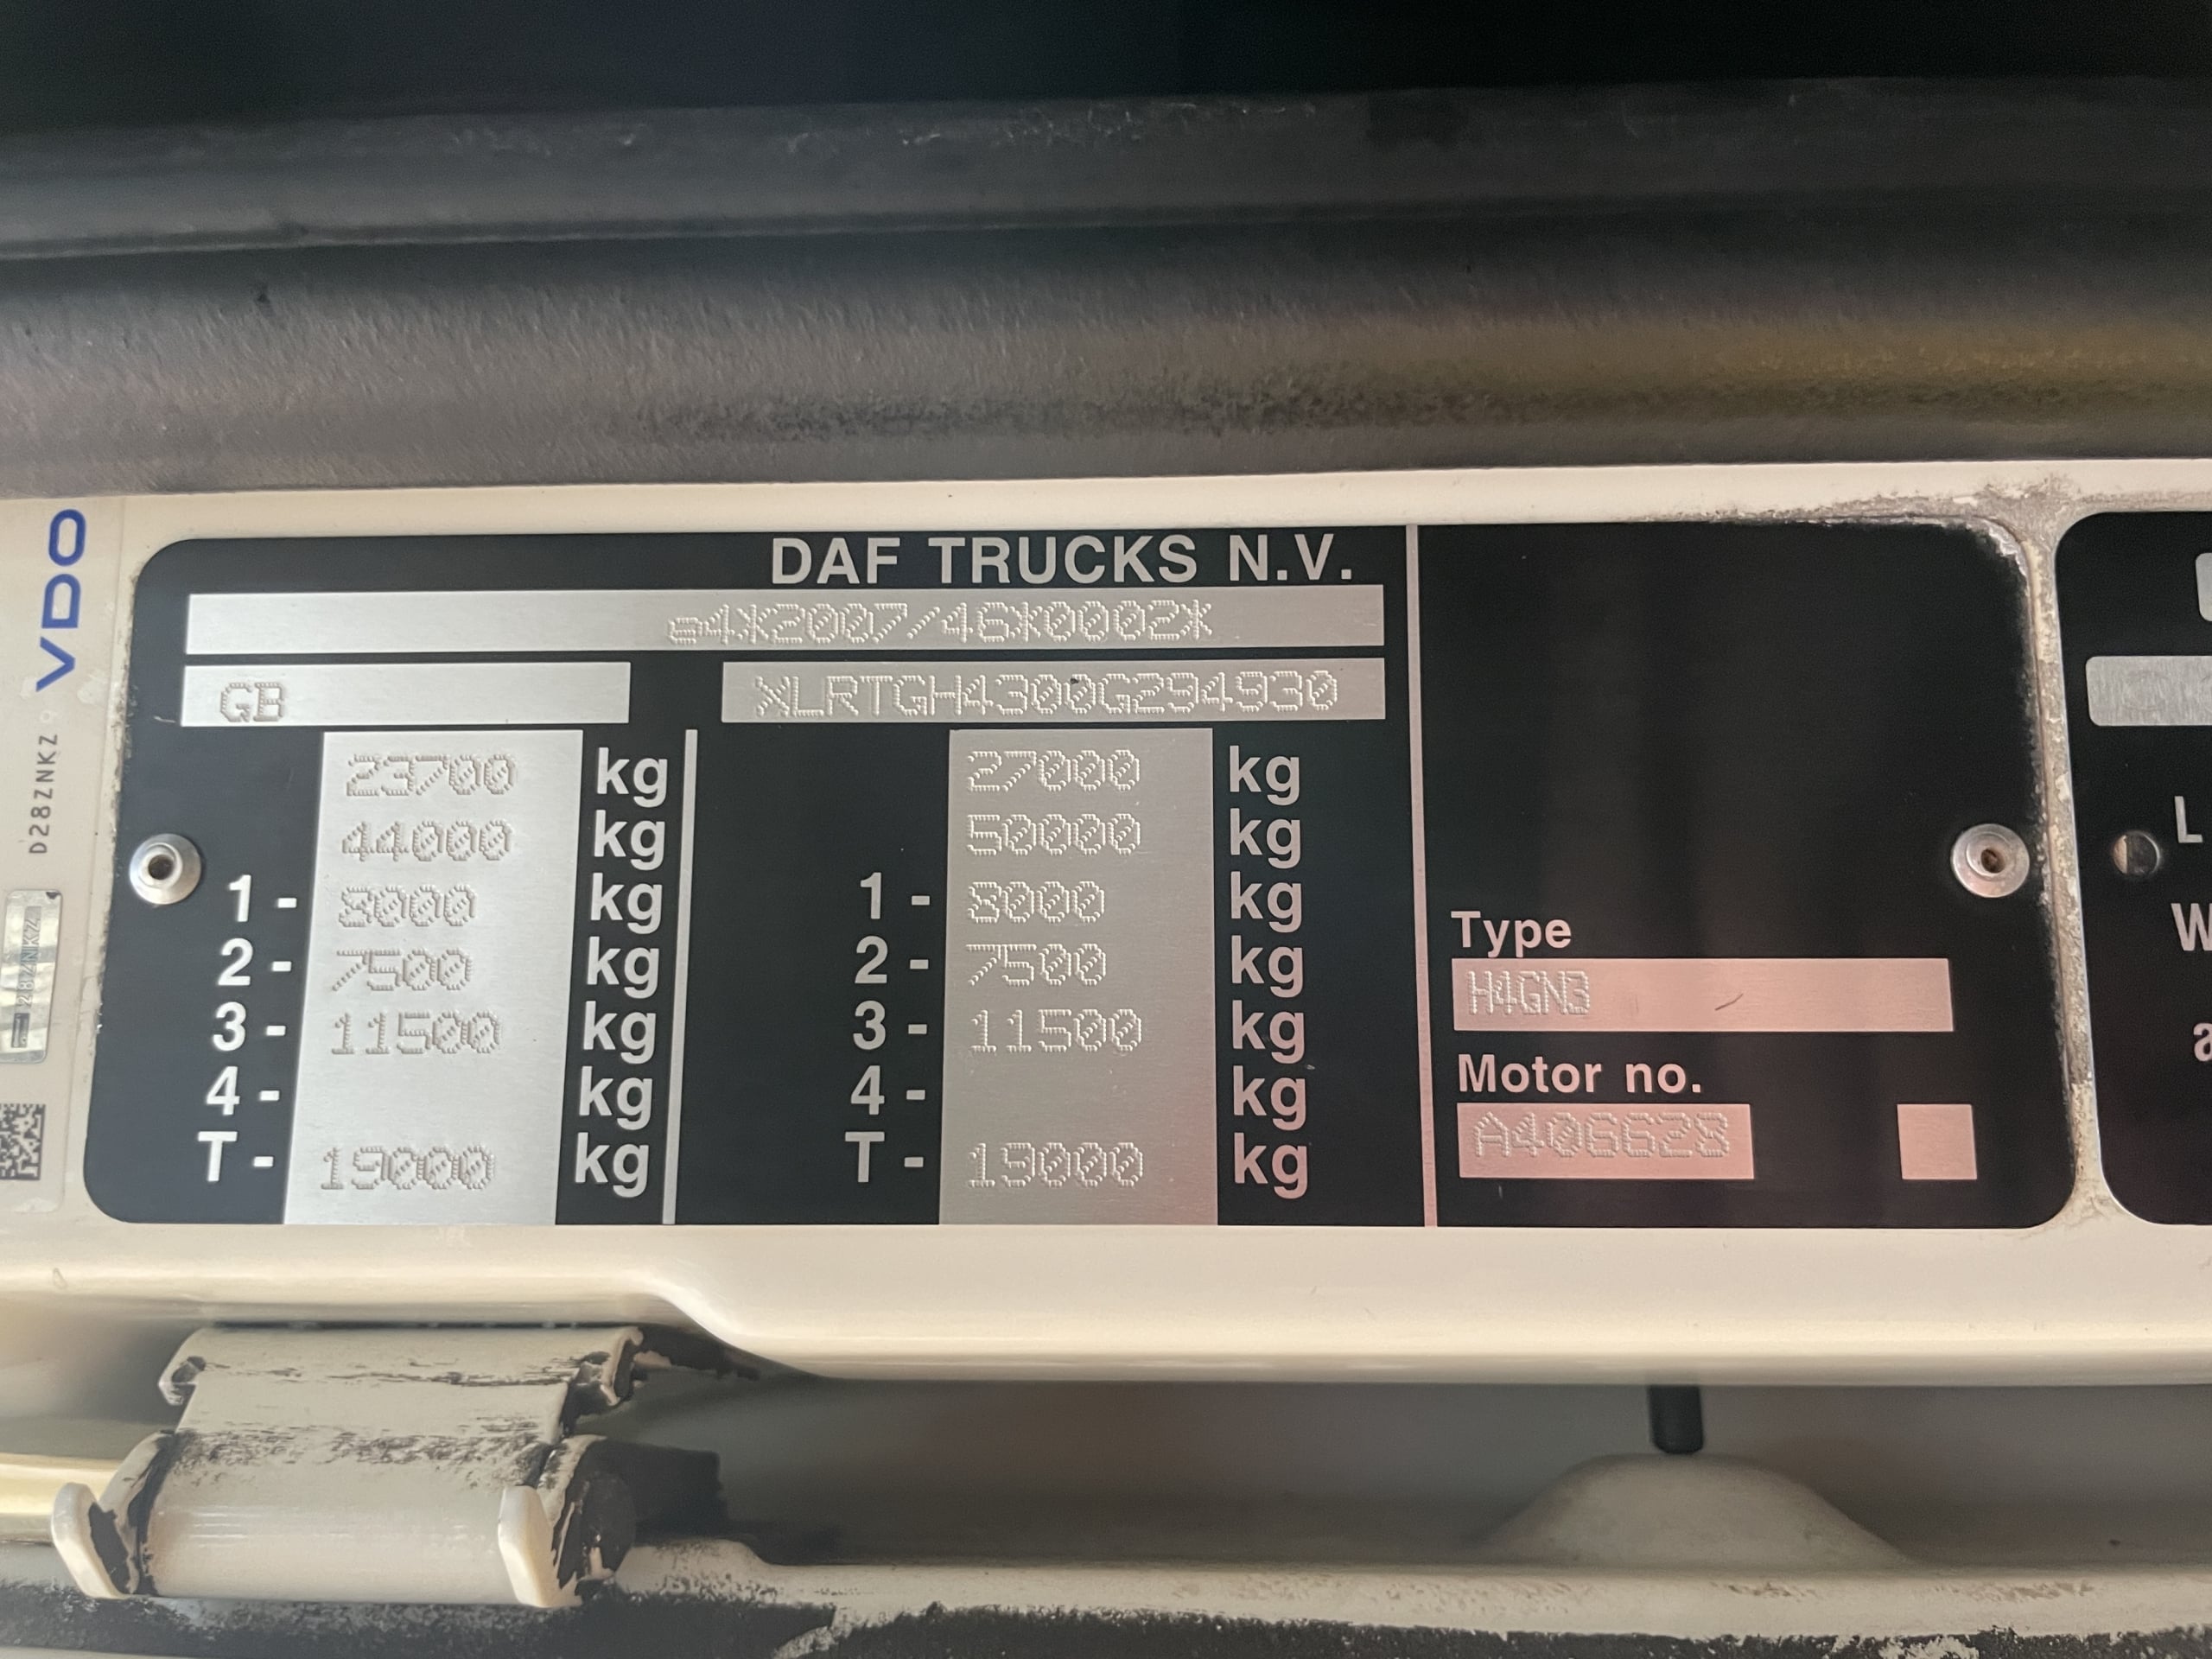 VDO
D28ZNKZ
28ZNKZ
DAF TRUCKS N.V.
e4*2007/46*0002*
GB XLRTGH4300G294930
23700 kg 27000 kg
44000 kg 50000 kg
1 - 8000 kg 1 - 8000 kg
2 - 7500 kg 2 - 7500 kg
3 - 11500 kg 3 - 11500 kg
4 - kg 4 - kg
T - 19000 kg T - 19000 kg
Type
H4GN3
Motor no.
A406628
L
W
a